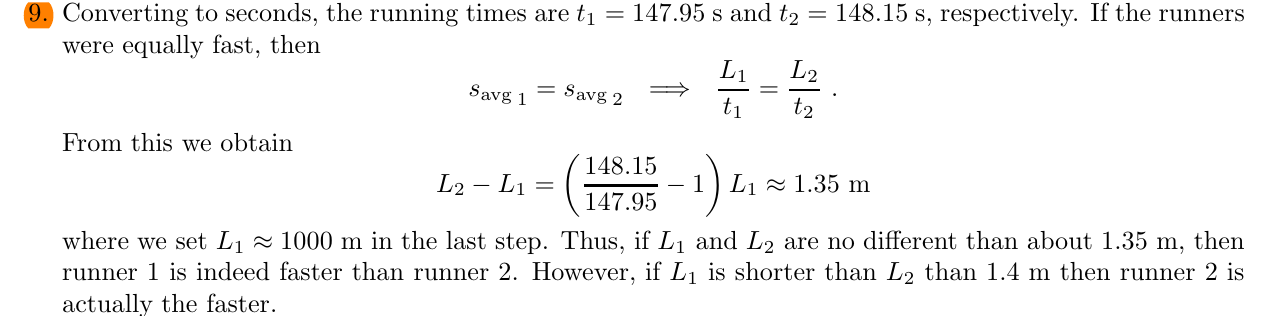 9. Converting to seconds, the running times are t₁ = 147.95 s and t₂ = 148.15 s, respectively. If the runners
were equally fast, then
s_avg 1 = s_avg 2 ⟹ L₁/t₁ = L₂/t₂ .
From this we obtain
L₂ − L₁ = (148.15/147.95 − 1) L₁ ≈ 1.35 m
where we set L₁ ≈ 1000 m in the last step. Thus, if L₁ and L₂ are no different than about 1.35 m, then
runner 1 is indeed faster than runner 2. However, if L₁ is shorter than L₂ than 1.4 m then runner 2 is
actually the faster.